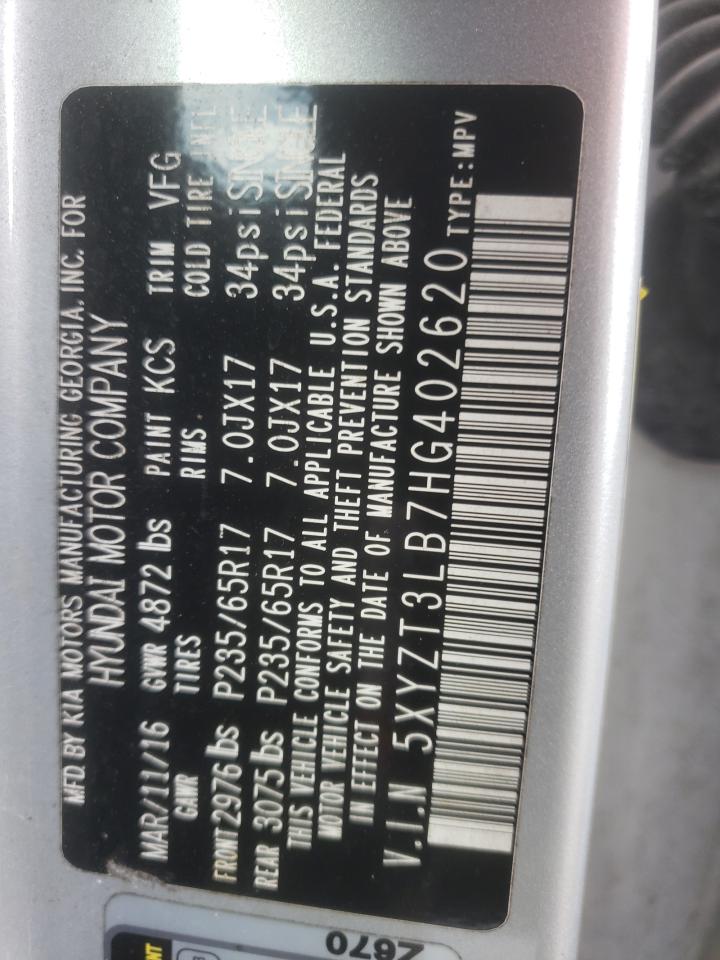 MFD BY KIA MOTORS MANUFACTURING GEORGIA, INC. FOR
HYUNDAI MOTOR COMPANY
MAR/11/16 GVWR 4872 lbs PAINT KCS TRIM VFG
GAWR TIRES RIMS COLD TIRE INFL
FRONT 2976 lbs P235/65R17 7.0JX17 34psi SINGLE
REAR 3075 lbs P235/65R17 7.0JX17 34psi SINGLE
THIS VEHICLE CONFORMS TO ALL APPLICABLE U.S.A. FEDERAL
MOTOR VEHICLE SAFETY AND THEFT PREVENTION STANDARDS
IN EFFECT ON THE DATE OF MANUFACTURE SHOWN ABOVE
V.I.N 5XYZT3LB7HG402620 TYPE:MPV
Z670